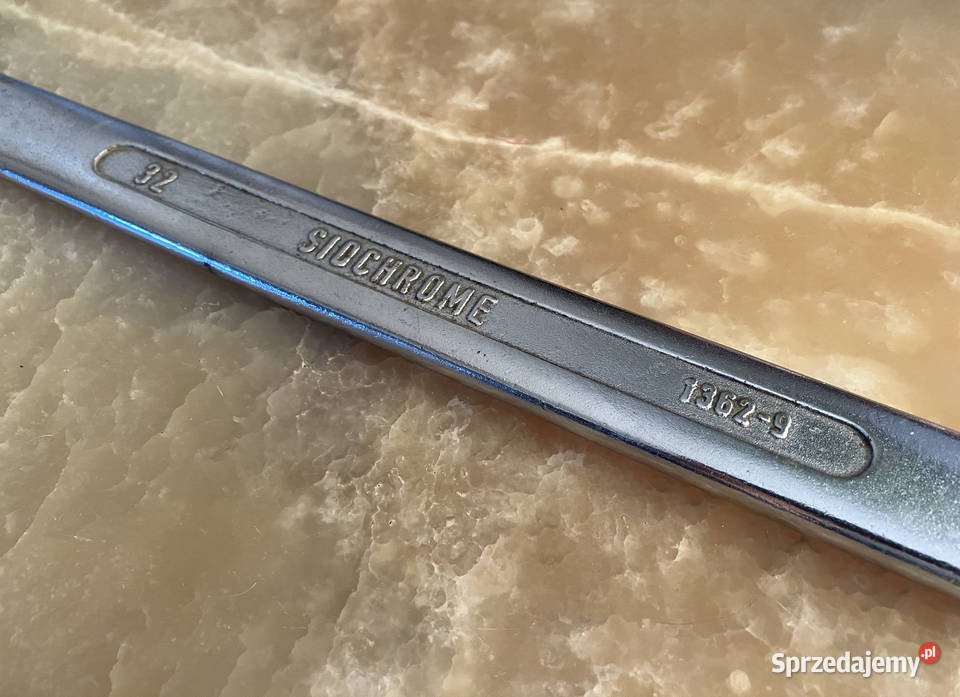 32
SIOCHROME
1362-9
Sprzedajemy.pl